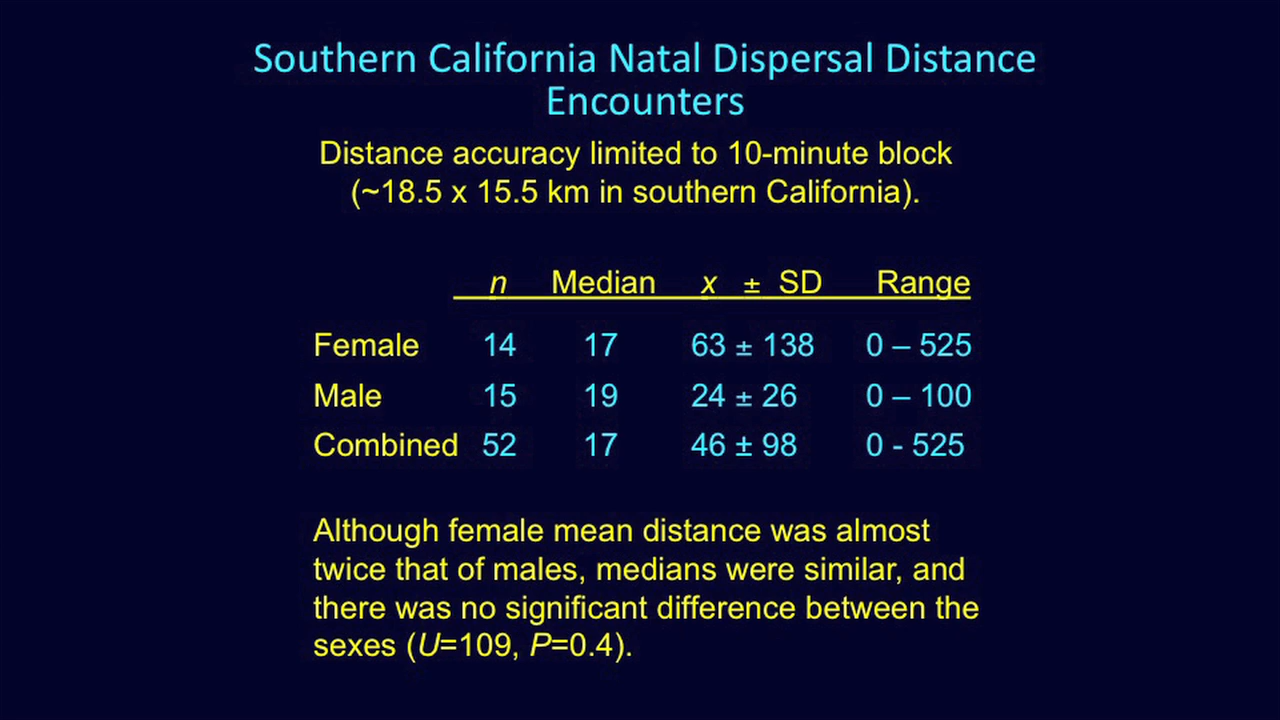 Southern California Natal Dispersal Distance
Encounters
Distance accuracy limited to 10-minute block
(~18.5 x 15.5 km in southern California).
n Median x ± SD Range
Female 14 17 63 ± 138 0 – 525
Male 15 19 24 ± 26 0 – 100
Combined 52 17 46 ± 98 0 - 525
Although female mean distance was almost
twice that of males, medians were similar, and
there was no significant difference between the
sexes (U=109, P=0.4).